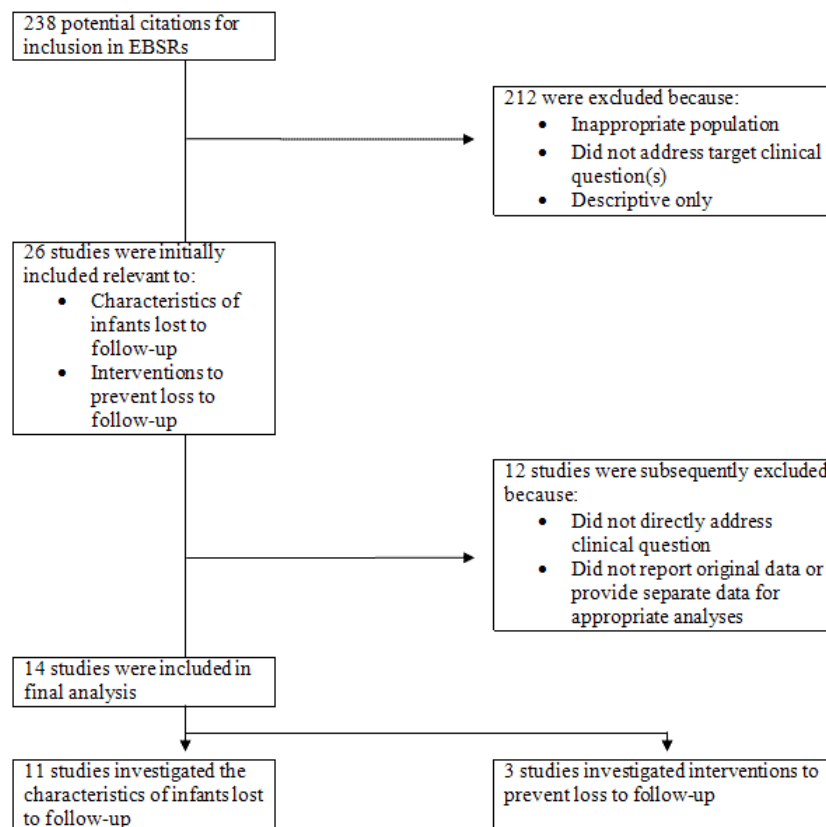 238 potential citations for
inclusion in EBSRs
212 were excluded because:
• Inappropriate population
• Did not address target clinical
question(s)
• Descriptive only
26 studies were initially
included relevant to:
• Characteristics of
infants lost to
follow-up
• Interventions to
prevent loss to
follow-up
12 studies were subsequently excluded
because:
• Did not directly address
clinical question
• Did not report original data or
provide separate data for
appropriate analyses
14 studies were included in
final analysis
11 studies investigated the
characteristics of infants lost
to follow-up
3 studies investigated interventions to
prevent loss to follow-up